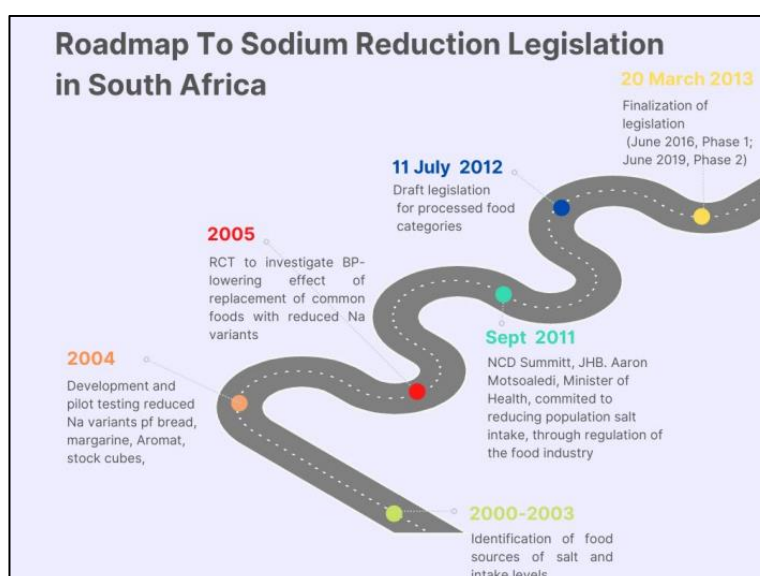 Roadmap To Sodium Reduction Legislation
in South Africa
20 March 2013
Finalization of
legislation
(June 2016, Phase 1;
June 2019, Phase 2)
11 July 2012
Draft legislation
for processed food
categories
2005
RCT to investigate BP-
lowering effect of
replacement of common
foods with reduced Na
variants
Sept 2011
NCD Summitt, JHB. Aaron
Motsoaledi, Minister of
Health, commited to
reducing population salt
intake, through regulation of
the food industry
2004
Development and
pilot testing reduced
Na variants pf bread,
margarine, Aromat,
stock cubes,
2000-2003
Identification of food
sources of salt and
intake levels